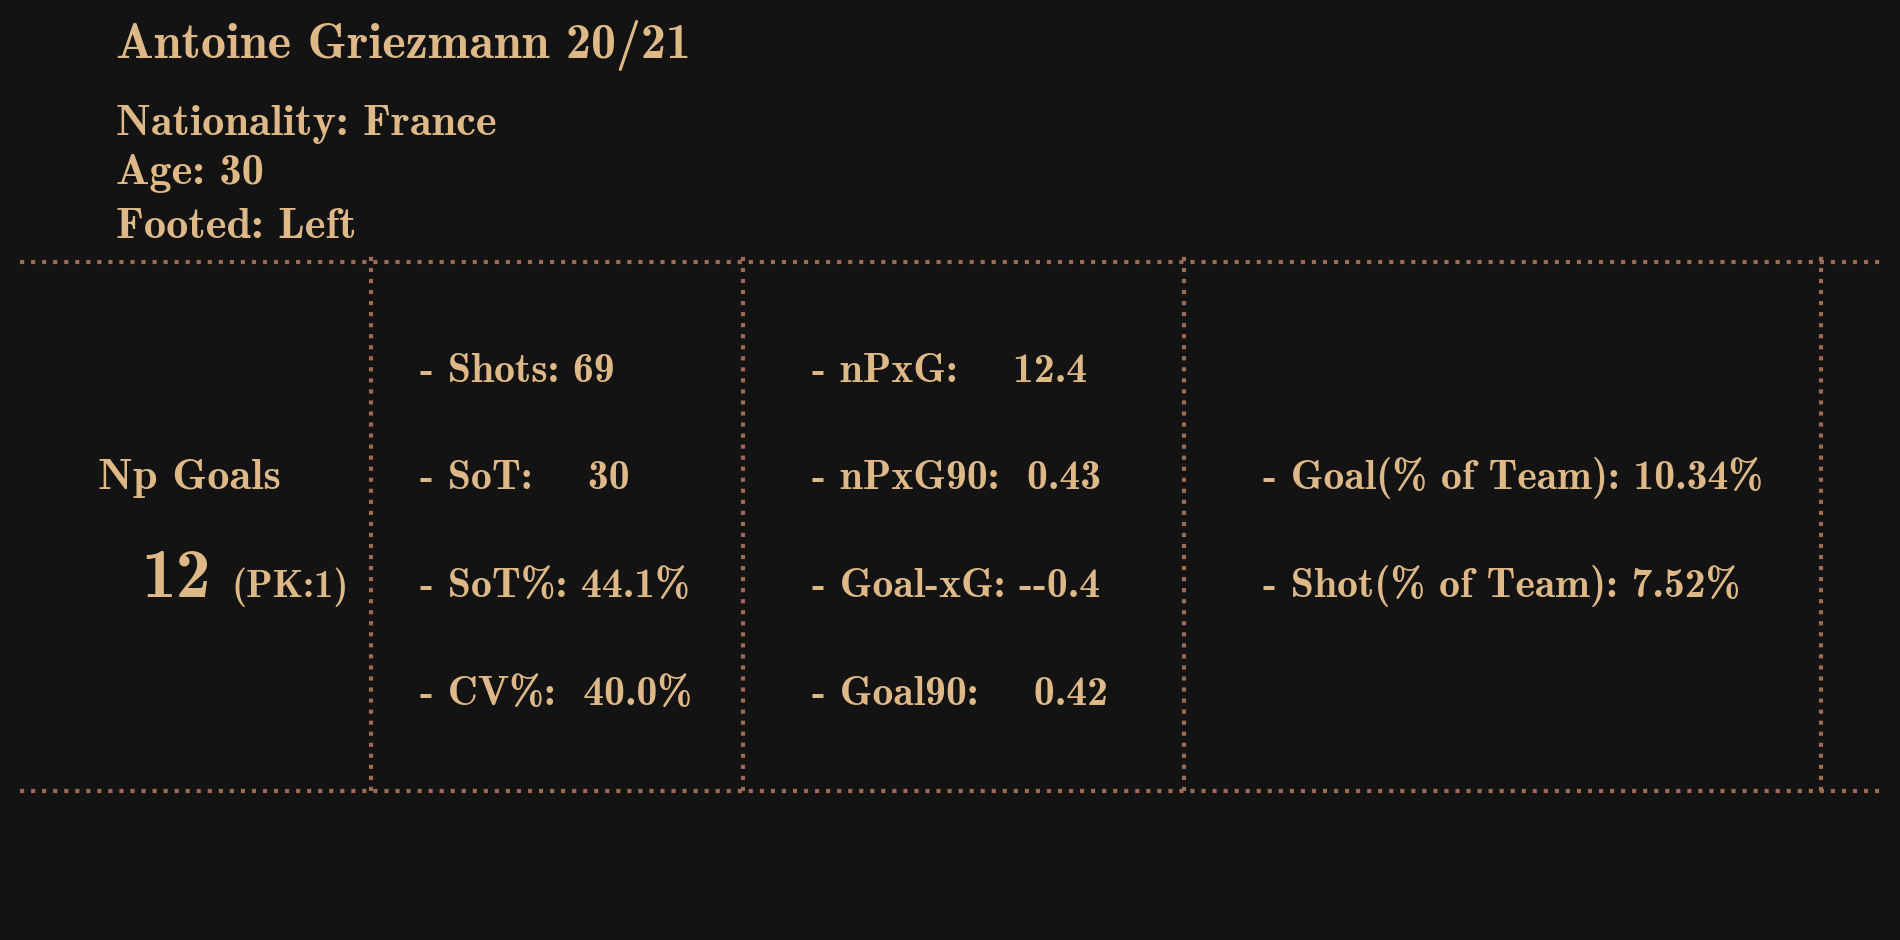 Antoine Griezmann 20/21
Nationality: France
Age: 30
Footed: Left
Np Goals
12 (PK:1)
- Shots: 69
- SoT: 30
- SoT%: 44.1%
- CV%: 40.0%
- nPxG: 12.4
- nPxG90: 0.43
- Goal-xG: --0.4
- Goal90: 0.42
- Goal(% of Team): 10.34%
- Shot(% of Team): 7.52%